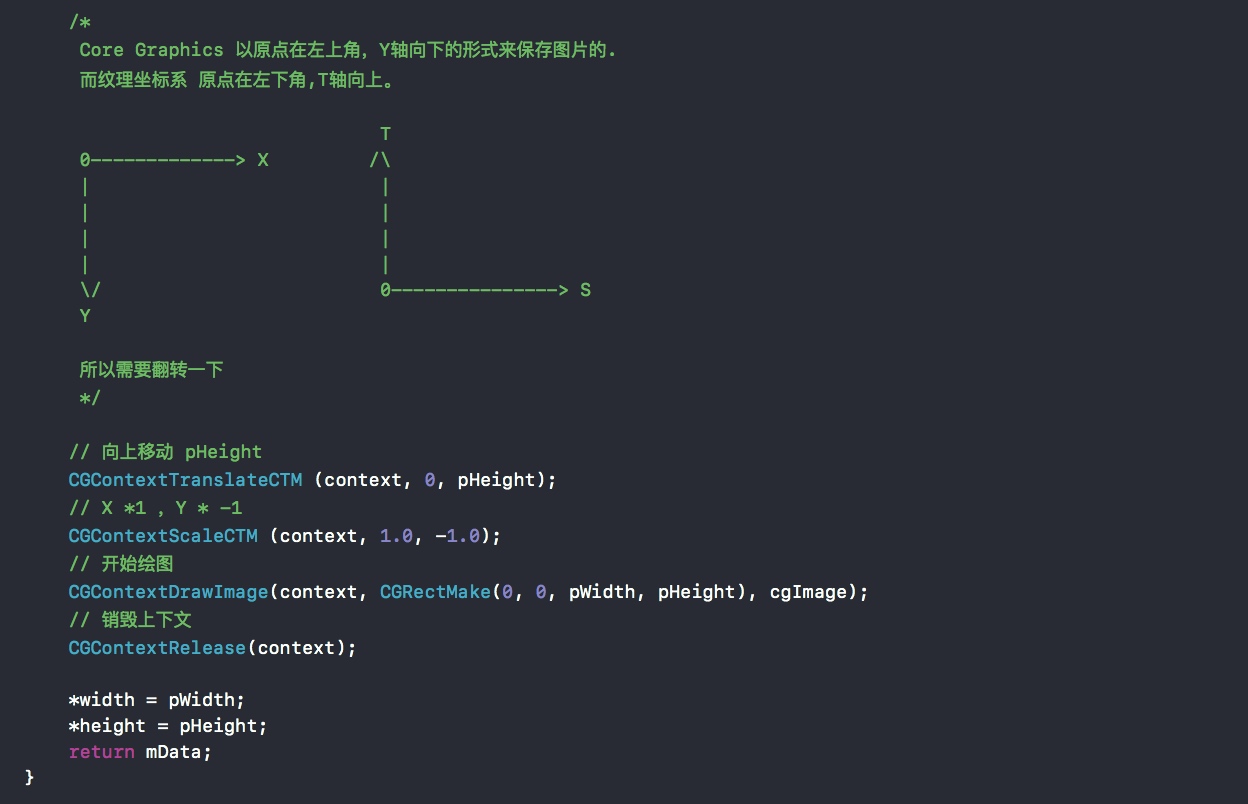 /*
Core Graphics 以原点在左上角, Y轴向下的形式来保存图片的.
而纹理坐标系 原点在左下角,T轴向上。
T
0-------------> X         /\
|                          |
|                          |
|                          |
|                          |
\/                         0---------------> S
Y
所以需要翻转一下
*/
// 向上移动 pHeight
CGContextTranslateCTM (context, 0, pHeight);
// X *1 , Y * -1
CGContextScaleCTM (context, 1.0, -1.0);
// 开始绘图
CGContextDrawImage(context, CGRectMake(0, 0, pWidth, pHeight), cgImage);
// 销毁上下文
CGContextRelease(context);
*width = pWidth;
*height = pHeight;
return mData;
}